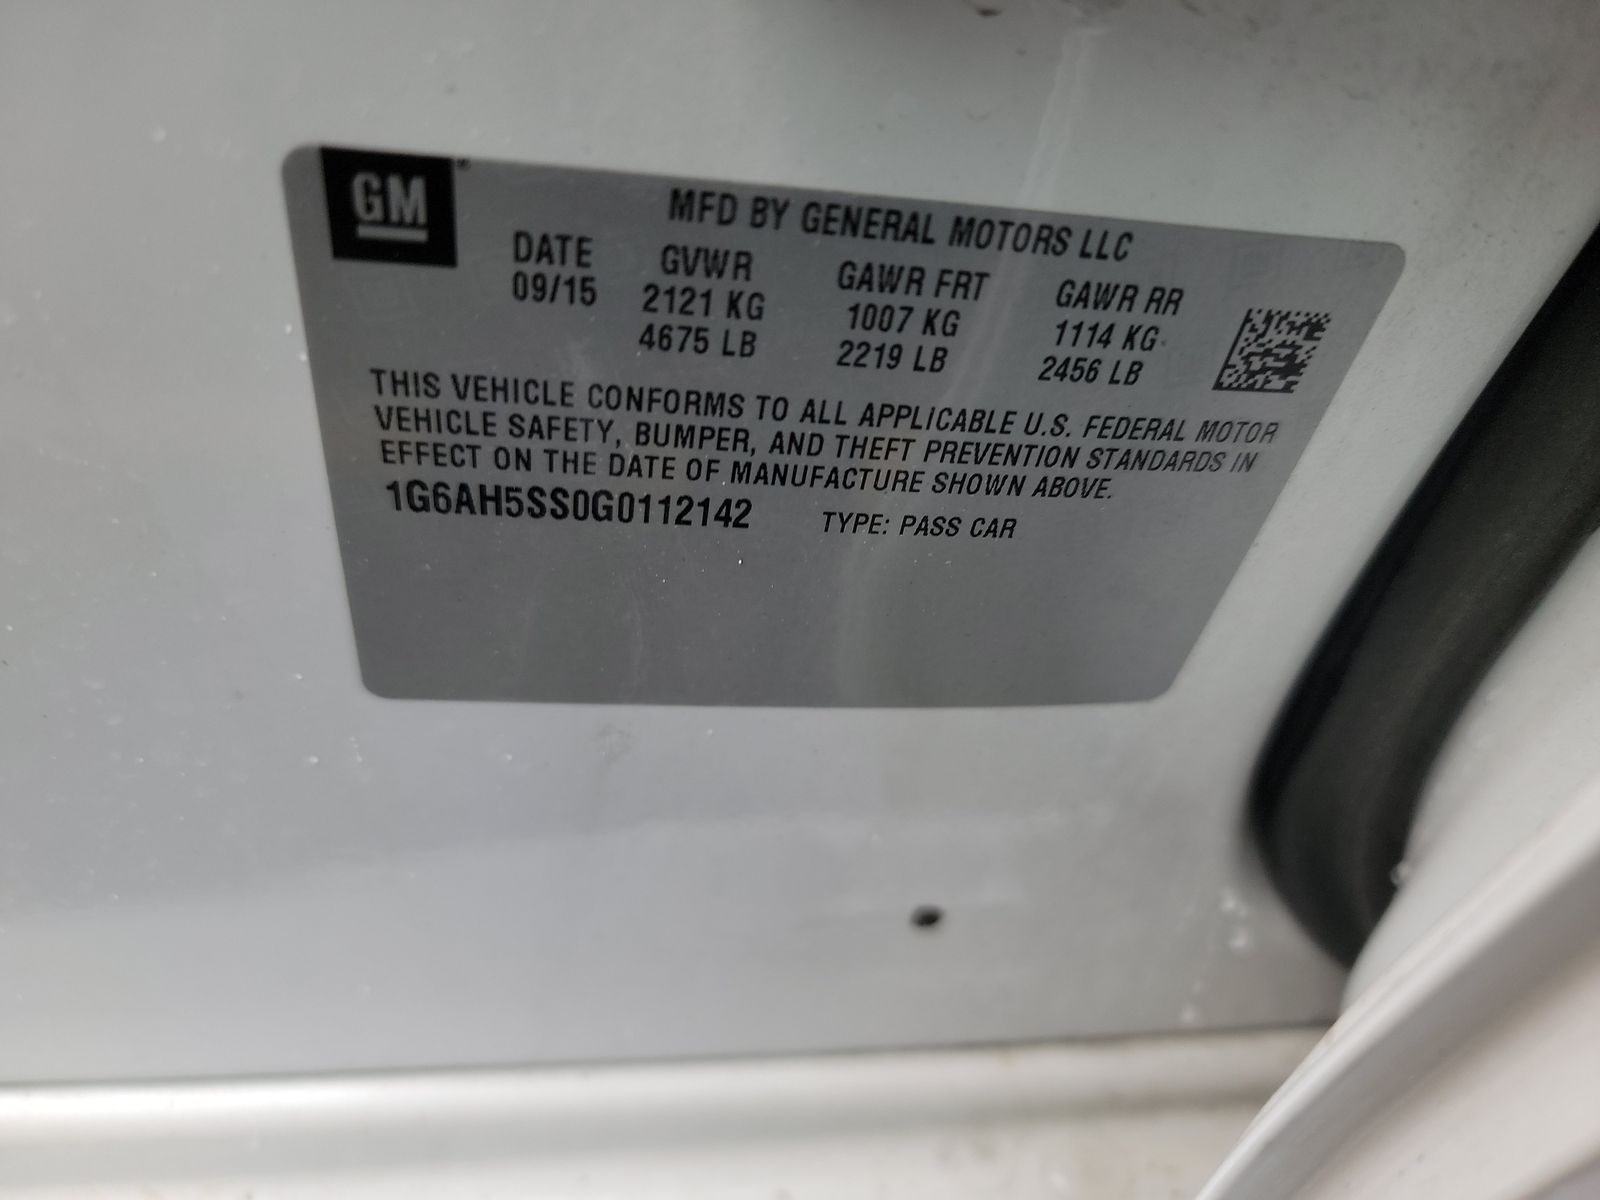 GM®
MFD BY GENERAL MOTORS LLC
DATE GVWR GAWR FRT GAWR RR
09/15 2121 KG 1007 KG 1114 KG
4675 LB 2219 LB 2456 LB
THIS VEHICLE CONFORMS TO ALL APPLICABLE U.S. FEDERAL MOTOR
VEHICLE SAFETY, BUMPER, AND THEFT PREVENTION STANDARDS IN
EFFECT ON THE DATE OF MANUFACTURE SHOWN ABOVE.
1G6AH5SS0G0112142 TYPE: PASS CAR